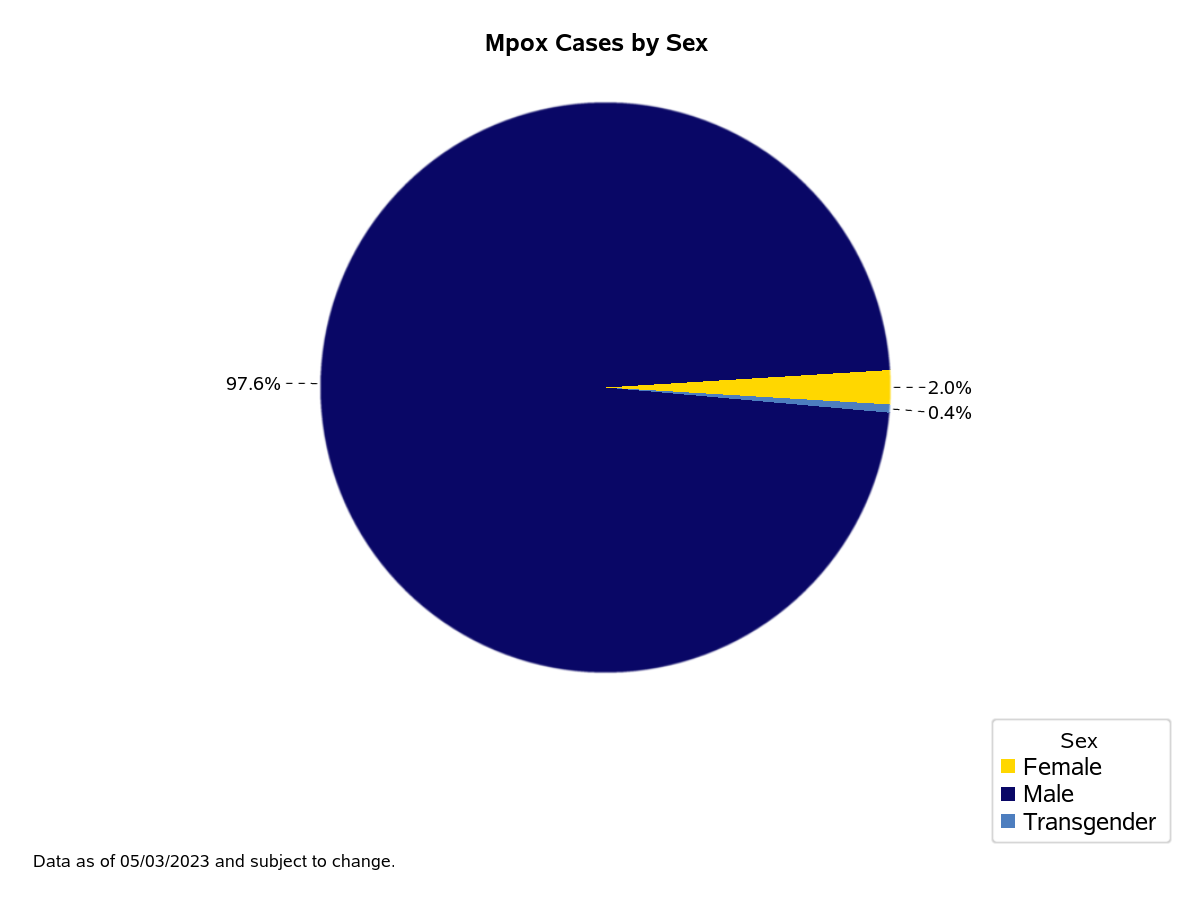 Mpox Cases by Sex
97.6%
2.0%
0.4%
Sex
Female
Male
Transgender
Data as of 05/03/2023 and subject to change.